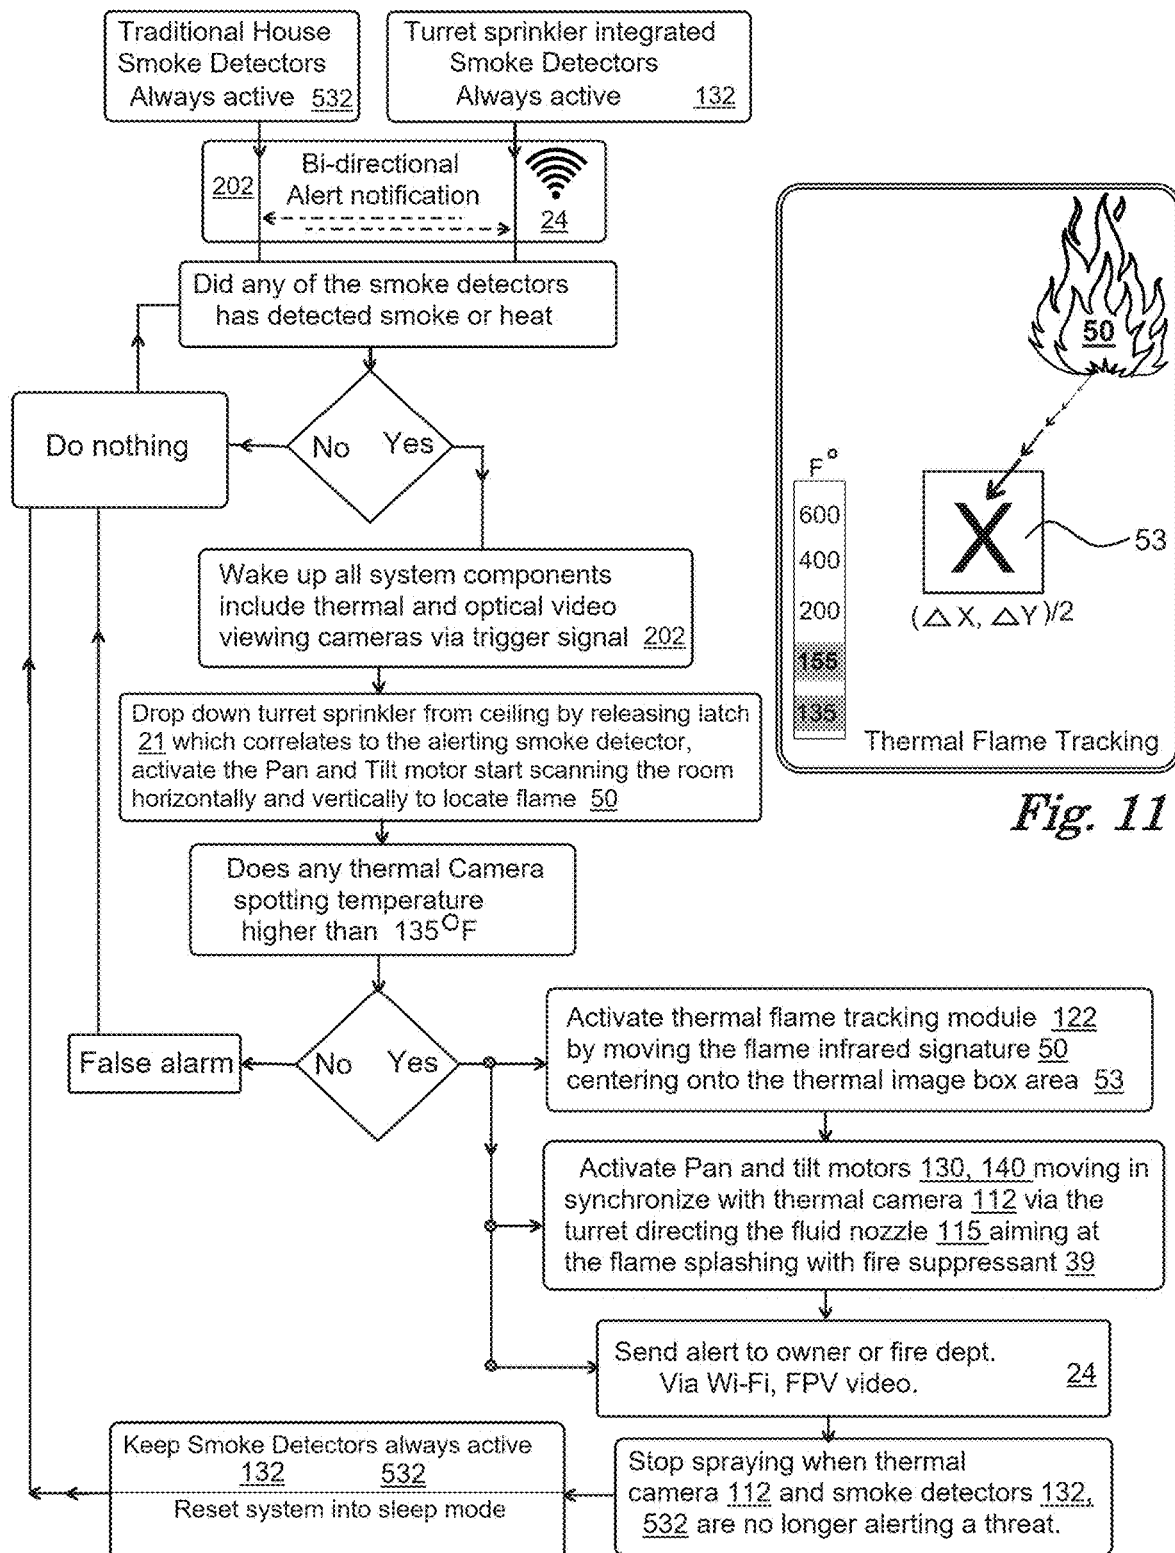 Traditional House
Smoke Detectors
Always active 532
Turret sprinkler integrated
Smoke Detectors
Always active 132
202
Bi-directional
Alert notification
24
Did any of the smoke detectors
has detected smoke or heat
Do nothing
No Yes
Wake up all system components
include thermal and optical video
viewing cameras via trigger signal 202
Drop down turret sprinkler from ceiling by releasing latch
21 which correlates to the alerting smoke detector,
activate the Pan and Tilt motor start scanning the room
horizontally and vertically to locate flame 50
Does any thermal Camera
spotting temperature
higher than 135°F
False alarm
No Yes
Activate thermal flame tracking module 122
by moving the flame infrared signature 50
centering onto the thermal image box area 53
Activate Pan and tilt motors 130, 140 moving in
synchronize with thermal camera 112 via the
turret directing the fluid nozzle 115 aiming at
the flame splashing with fire suppressant 39
Send alert to owner or fire dept.
Via Wi-Fi, FPV video. 24
Stop spraying when thermal
camera 112 and smoke detectors 132,
532 are no longer alerting a threat.
Keep Smoke Detectors always active
132 532
Reset system into sleep mode
50
F°
600
400
200
155
135
X
53
(△ X, △ Y)/2
Thermal Flame Tracking
Fig. 11